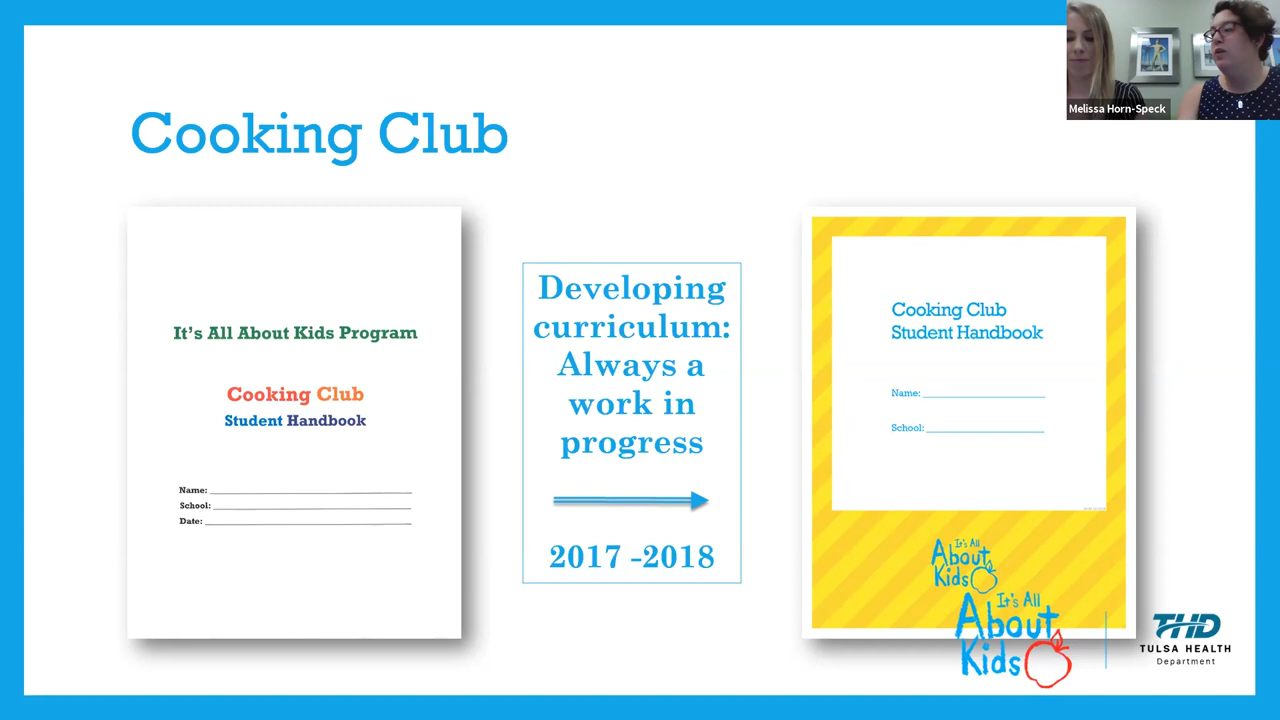 Melissa Horn-Speck
Cooking Club
It's All About Kids Program
Cooking Club
Student Handbook
Name:
School:
Date:
Developing
curriculum:
Always a
work in
progress
2017 -2018
Cooking Club
Student Handbook
Name:
School:
It's All
About
Kids
It's All
About
Kids
THD
TULSA HEALTH
Department